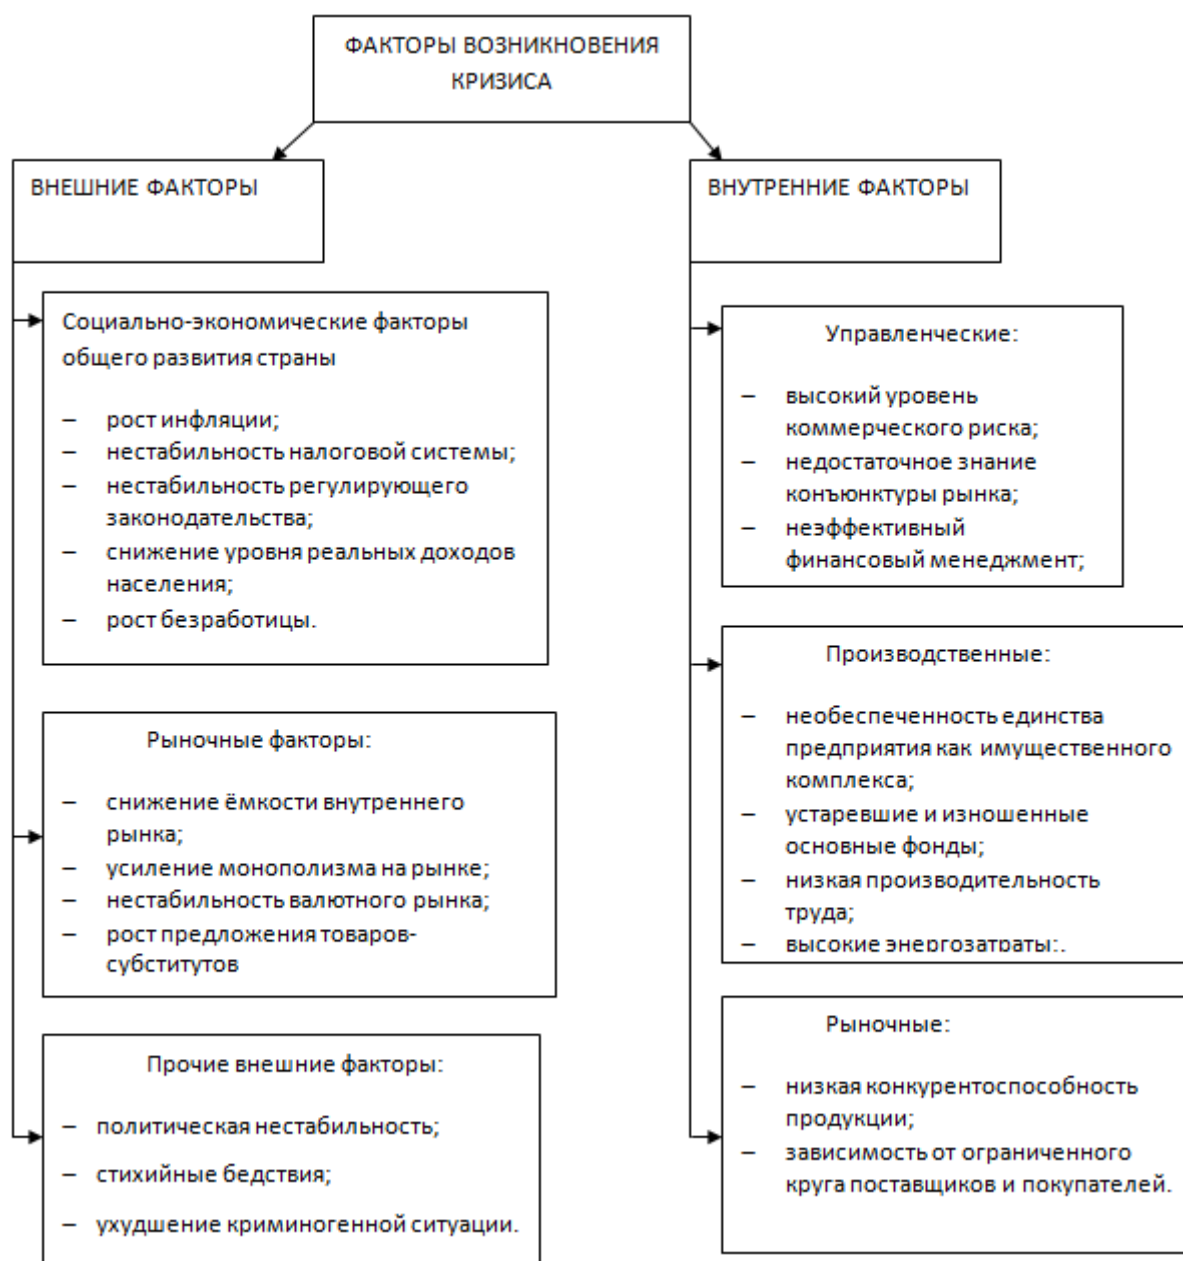 ФАКТОРЫ ВОЗНИКНОВЕНИЯ
КРИЗИСА
ВНЕШНИЕ ФАКТОРЫ
Социально-экономические факторы
общего развития страны
– рост инфляции;
– нестабильность налоговой системы;
– нестабильность регулирующего
законодательства;
– снижение уровня реальных доходов
населения;
– рост безработицы.
Рыночные факторы:
– снижение ёмкости внутреннего
рынка;
– усиление монополизма на рынке;
– нестабильность валютного рынка;
– рост предложения товаров-
субститутов
Прочие внешние факторы:
– политическая нестабильность;
– стихийные бедствия;
– ухудшение криминогенной ситуации.
ВНУТРЕННИЕ ФАКТОРЫ
Управленческие:
– высокий уровень
коммерческого риска;
– недостаточное знание
конъюнктуры рынка;
– неэффективный
финансовый менеджмент;
Производственные:
– необеспеченность единства
предприятия как имущественного
комплекса;
– устаревшие и изношенные
основные фонды;
– низкая производительность
труда;
– высокие энергозатраты:.
Рыночные:
– низкая конкурентоспособность
продукции;
– зависимость от ограниченного
круга поставщиков и покупателей.